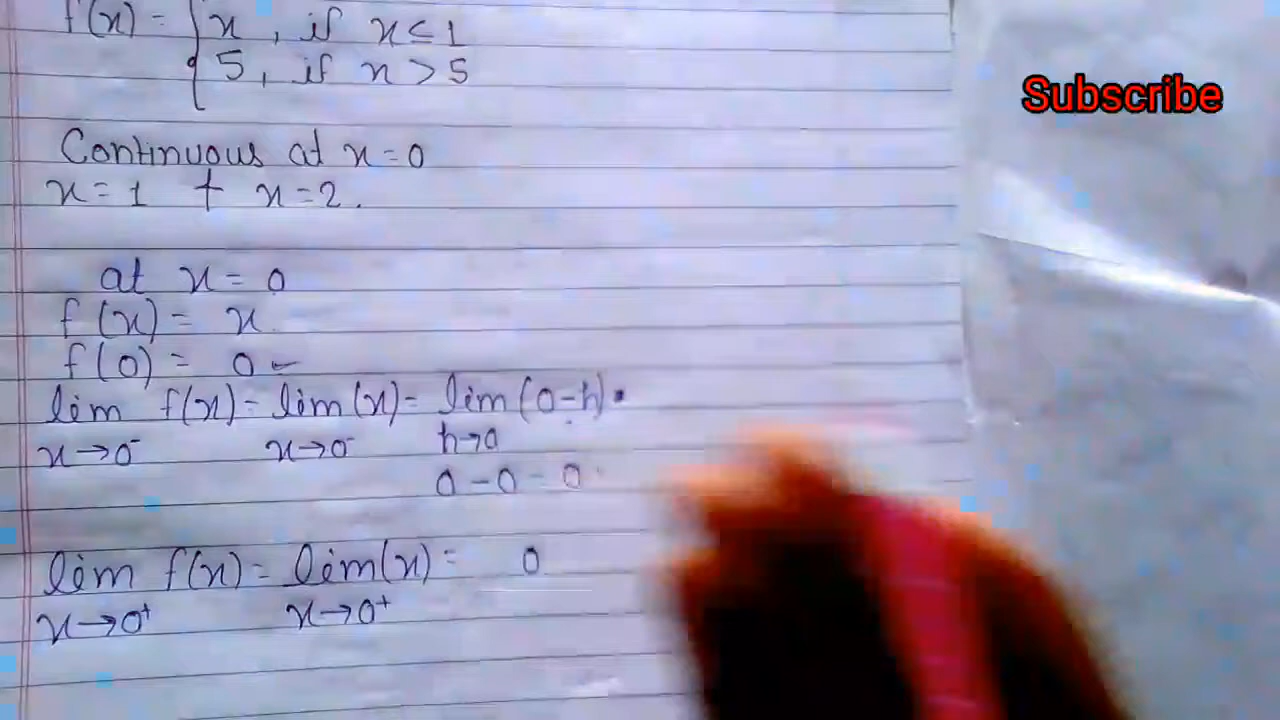 f(x) = { x , if x ≤ 1
5 , if x > 5
Subscribe
Continuous at x = 0
x = 1 + x = 2 .
at x = 0
f(x) = x
f(0) = 0
lim f(x) = lim (x) = lim (0-h)
x→0⁻ x→0⁻ h→0
0 - 0 = 0
lim f(x) = lim (x) = 0
x→0⁺ x→0⁺